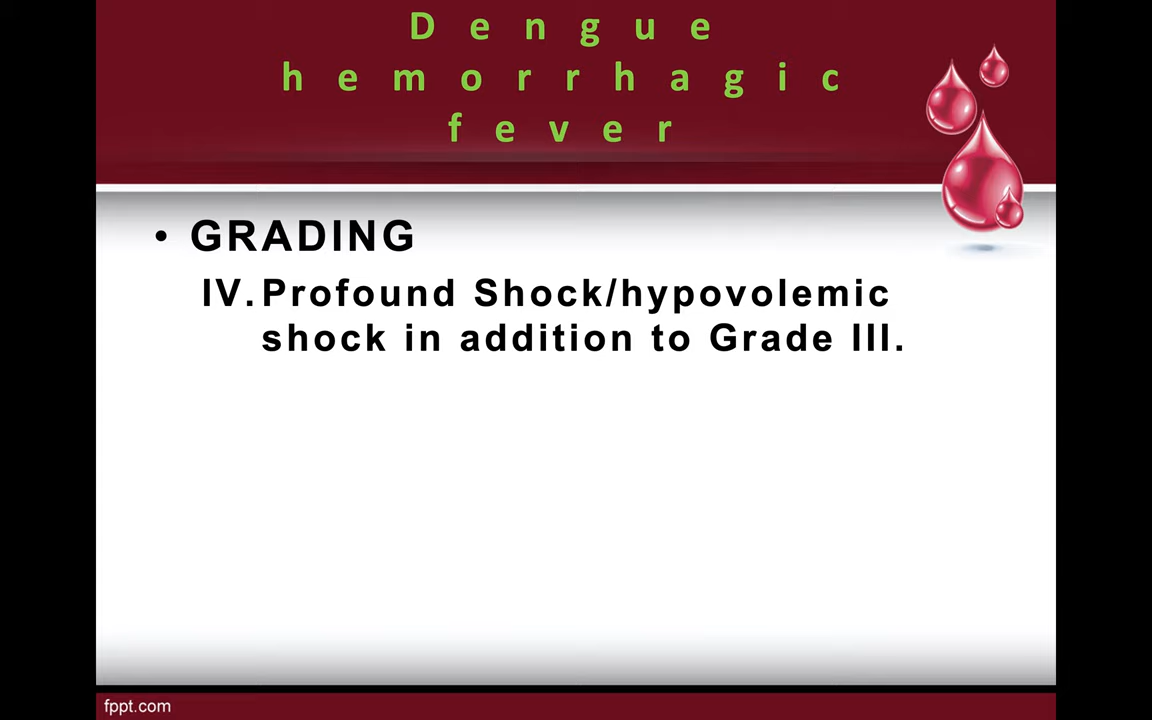 Dengue
hemorrhagic
fever
• GRADING
IV. Profound Shock/hypovolemic
shock in addition to Grade III.
fppt.com